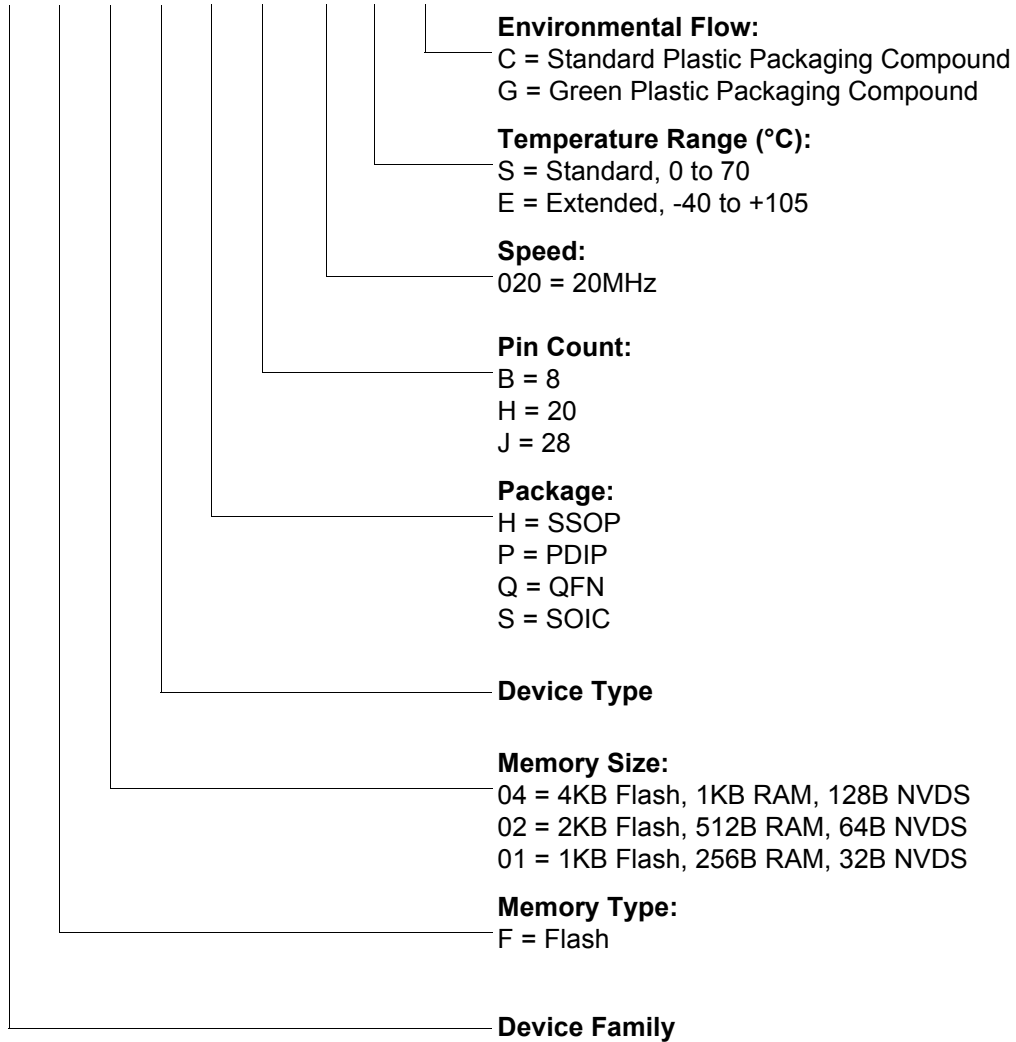 Environmental Flow:
C = Standard Plastic Packaging Compound
G = Green Plastic Packaging Compound
Temperature Range (°C):
S = Standard, 0 to 70
E = Extended, -40 to +105
Speed:
020 = 20MHz
Pin Count:
B = 8
H = 20
J = 28
Package:
H = SSOP
P = PDIP
Q = QFN
S = SOIC
Device Type
Memory Size:
04 = 4KB Flash, 1KB RAM, 128B NVDS
02 = 2KB Flash, 512B RAM, 64B NVDS
01 = 1KB Flash, 256B RAM, 32B NVDS
Memory Type:
F = Flash
Device Family